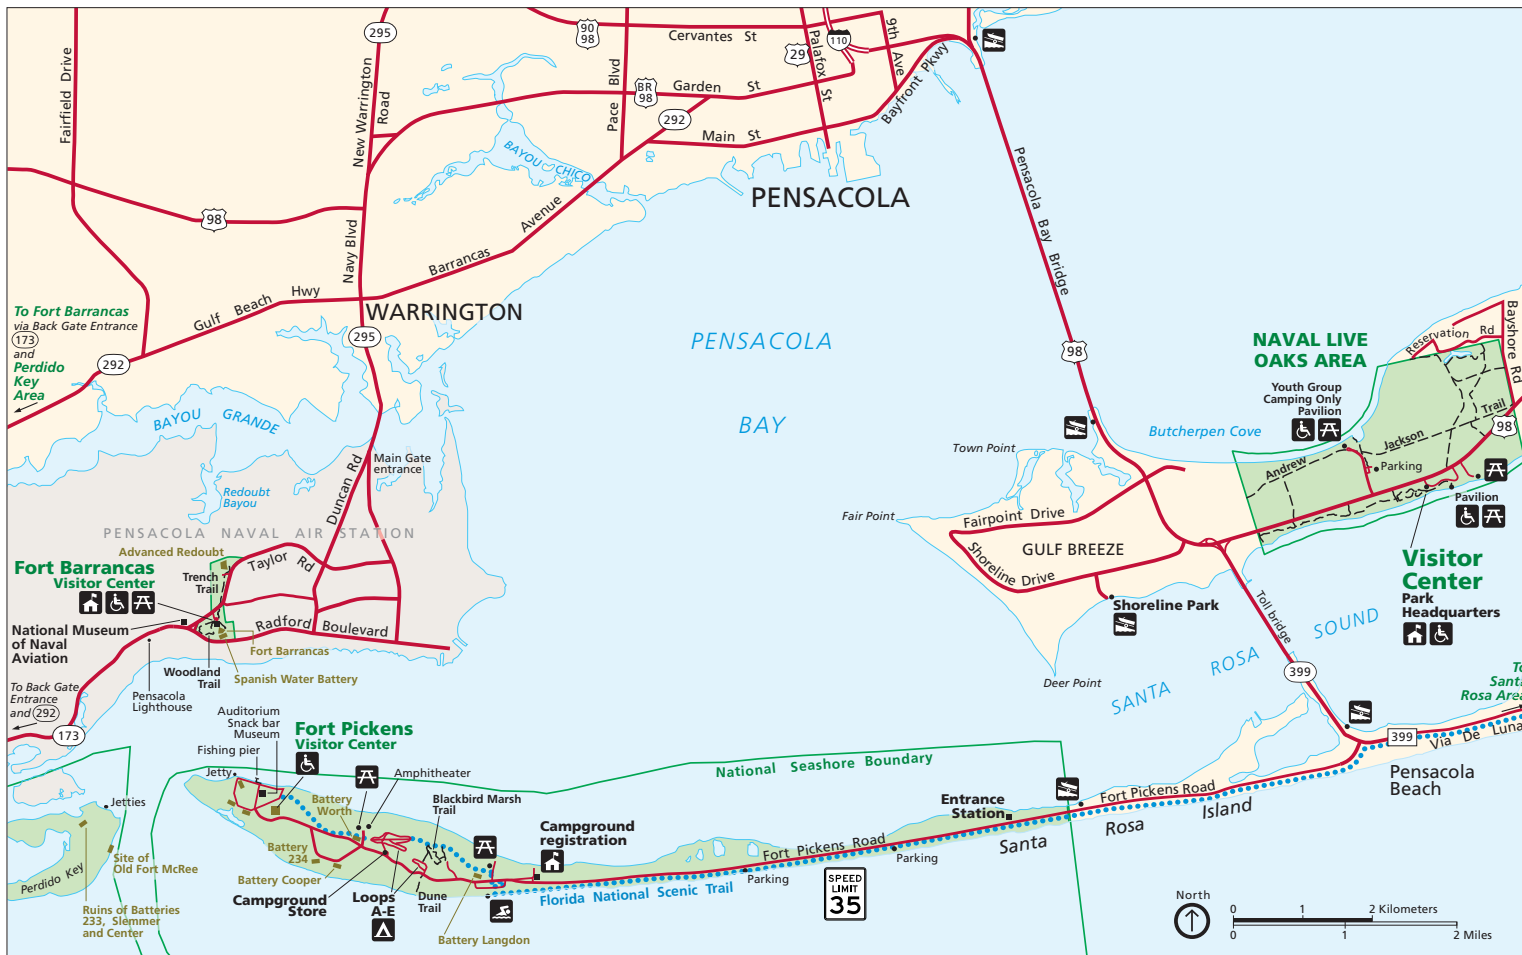 Fairfield Drive
295
New Warrington
Road
90
98
Cervantes St
Palafox St
29
110
9th Ave
Bayfront Pkwy
Pace Blvd
BR
98
Garden St
292
Main St
BAYOU CHICO
PENSACOLA
Pensacola Bay Bridge
98
Navy Blvd
Barrancas Avenue
Gulf Beach Hwy
WARRINGTON
295
To Fort Barrancas
via Back Gate Entrance
173
and
Perdido
Key
Area
292
PENSACOLA
BAY
98
NAVAL LIVE
OAKS AREA
Reservation Rd
Bayshore Rd
Youth Group
Camping Only
Pavilion
Andrew Jackson Trail
98
Parking
Pavilion
Butcherpen Cove
Town Point
Fair Point
Fairpoint Drive
GULF BREEZE
Shoreline Drive
Shoreline Park
Deer Point
Visitor
Center
Park
Headquarters
Toll bridge
SANTA ROSA SOUND
399
To
Santa
Rosa Area
399
Via De Luna
Pensacola
Beach
BAYOU GRANDE
Main Gate
entrance
Duncan Rd
Redoubt
Bayou
PENSACOLA NAVAL AIR STATION
Advanced Redoubt
Fort Barrancas
Visitor Center
Trench
Trail
Taylor Rd
National Museum
of Naval
Aviation
Radford Boulevard
Fort Barrancas
Woodland
Trail
Spanish Water Battery
Pensacola
Lighthouse
To Back Gate
Entrance
and 292
173
Auditorium
Snack bar
Museum
Fort Pickens
Visitor Center
Fishing pier
Jetty
Amphitheater
National Seashore Boundary
Jetties
Battery
Worth
Blackbird Marsh
Trail
Campground
registration
Entrance
Station
Fort Pickens Road
Santa Rosa Island
Battery
234
Fort Pickens Road
Parking
Site of
Old Fort McRee
Perdido Key
Battery Cooper
Parking
Campground
Store
Loops
A-E
Dune
Trail
Florida National Scenic Trail
SPEED
LIMIT
35
Ruins of Batteries
233, Slemmer
and Center
Battery Langdon
North
0 1 2 Kilometers
0 1 2 Miles